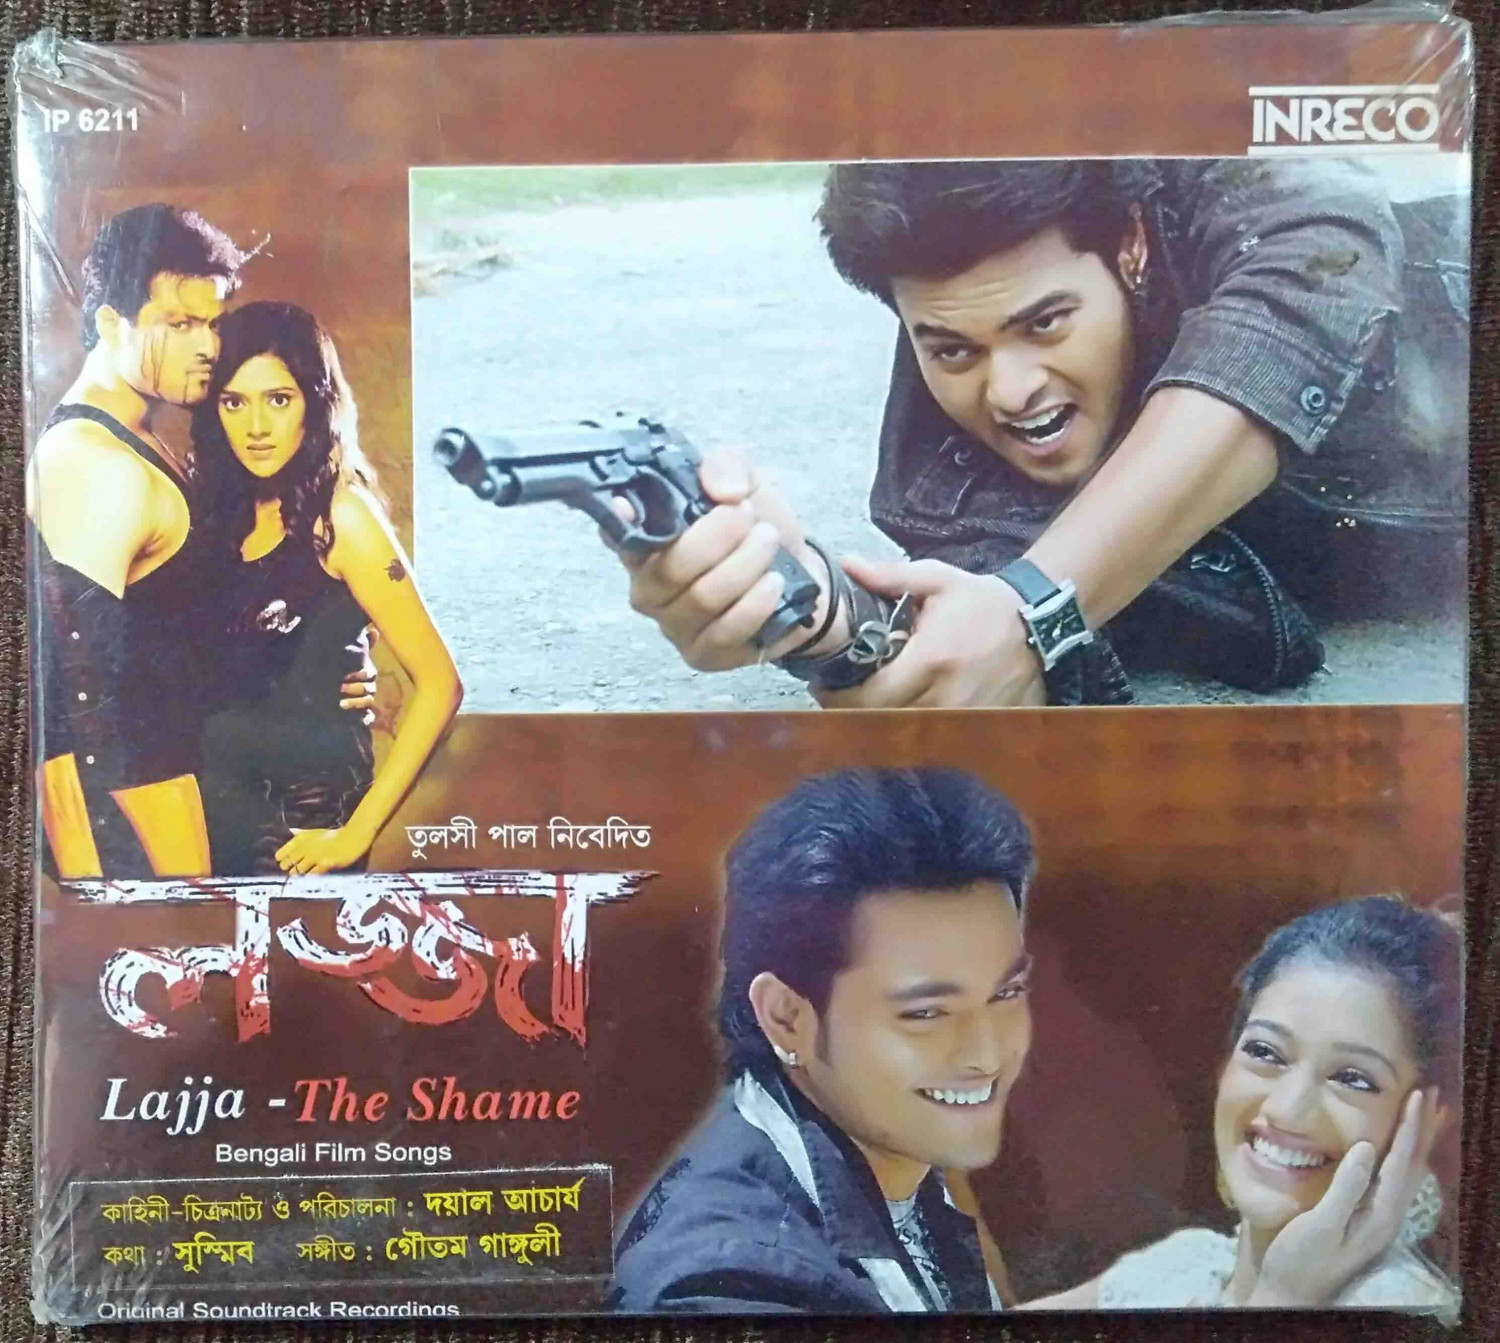 IP 6211
INRECO
তুলসী পাল নিবেদিত
লজ্জা
Lajja - The Shame
Bengali Film Songs
কাহিনী-চিত্রনাট্য ও পরিচালনা : দয়াল আচার্য
কথা : সুস্মিব সঙ্গীত : গৌতম গাঙ্গুলী
Original Soundtrack Recordings